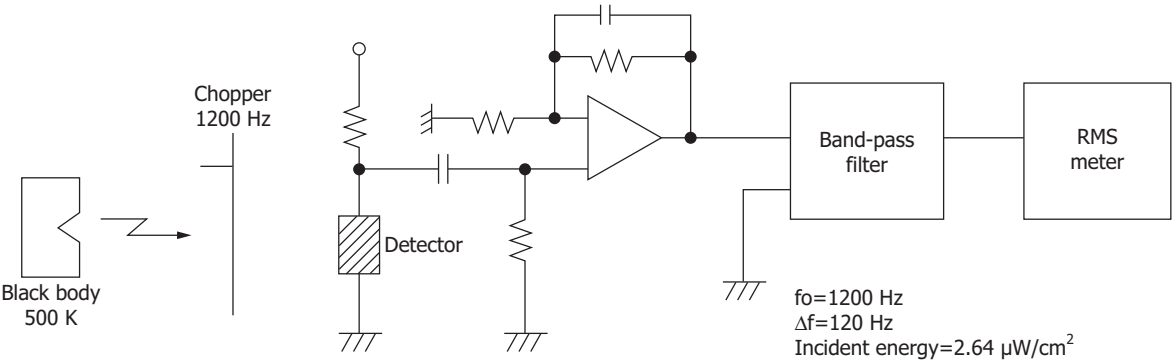 Chopper
1200 Hz
Detector
Black body
500 K
Band-pass
filter
RMS
meter
fo=1200 Hz
Δf=120 Hz
Incident energy=2.64 μW/cm²